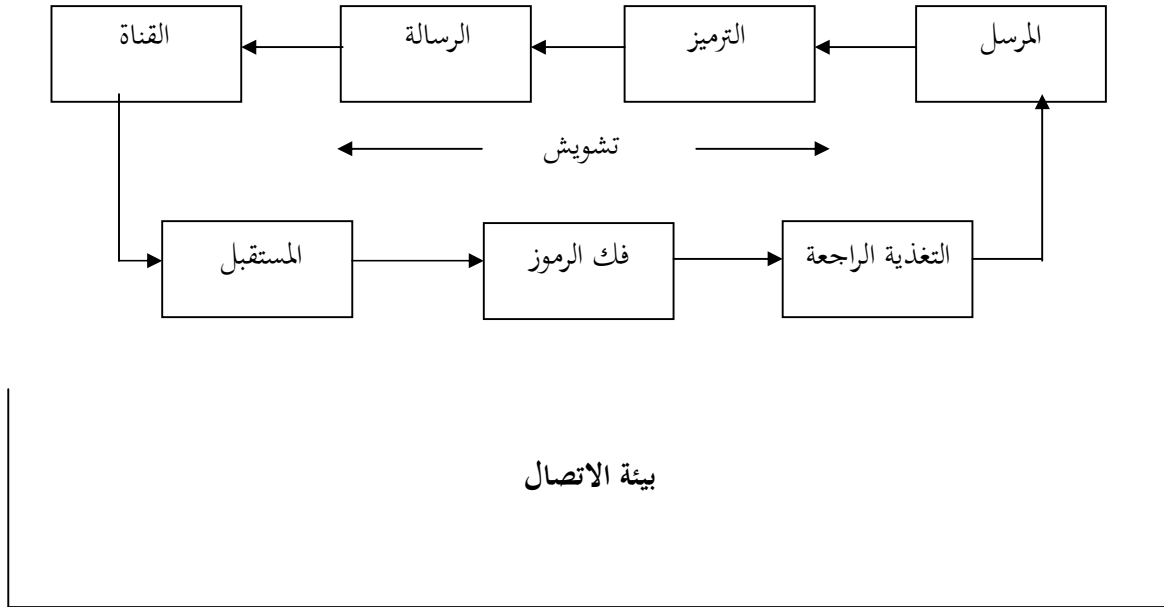 المرسل
الترميز
الرسالة
القناة
تشويش
المستقبل
فك الرموز
التغذية الراجعة
بيئة الاتصال